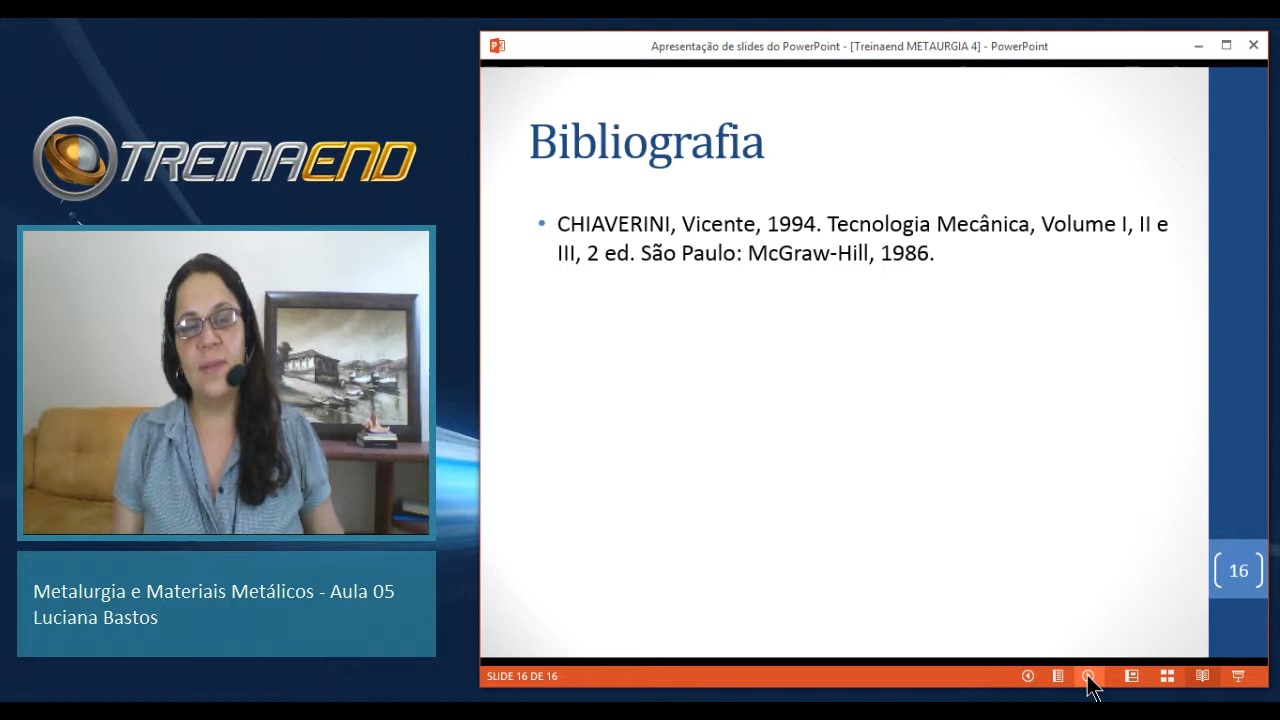 Apresentação de slides do PowerPoint - [Treinaend METAURGIA 4] - PowerPoint
TREINAEND
Bibliografia
• CHIAVERINI, Vicente, 1994. Tecnologia Mecânica, Volume I, II e
III, 2 ed. São Paulo: McGraw-Hill, 1986.
Metalurgia e Materiais Metálicos - Aula 05
Luciana Bastos
16
SLIDE 16 DE 16